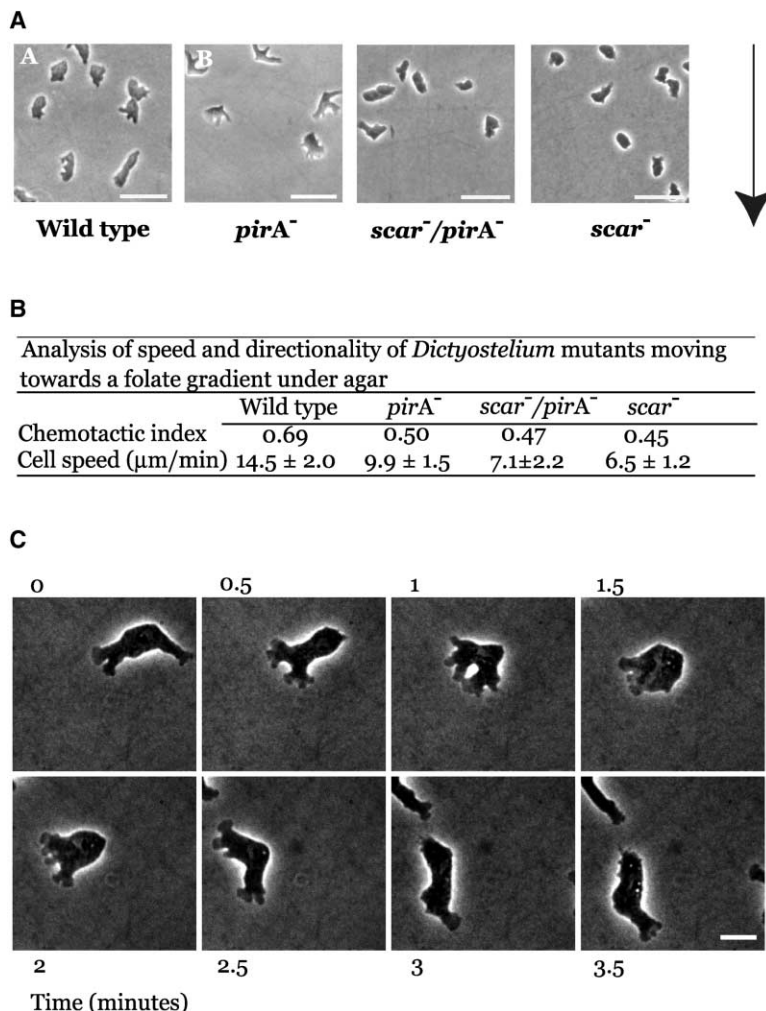 A
A B
Wild type pirA⁻ scar⁻/pirA⁻ scar⁻
B
Analysis of speed and directionality of Dictyostelium mutants moving
towards a folate gradient under agar
Wild type pirA⁻ scar⁻/pirA⁻ scar⁻
Chemotactic index 0.69 0.50 0.47 0.45
Cell speed (µm/min) 14.5 ± 2.0 9.9 ± 1.5 7.1±2.2 6.5 ± 1.2
C
0 0.5 1 1.5
2 2.5 3 3.5
Time (minutes)